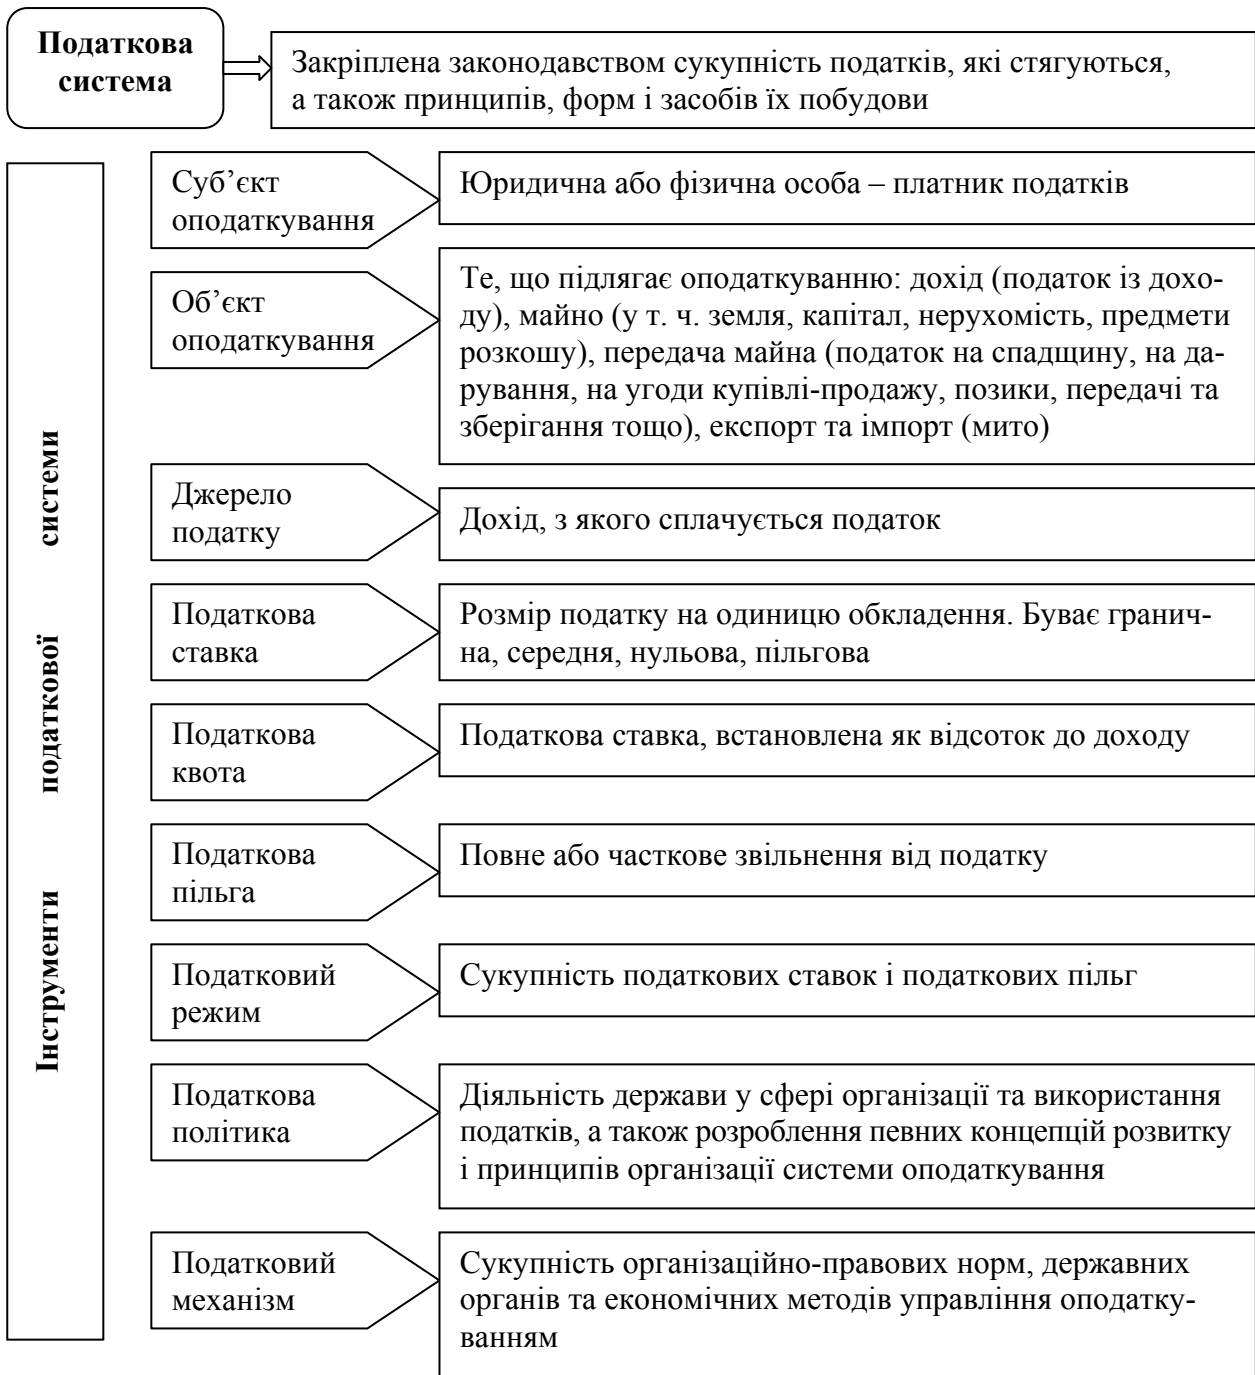 Податкова
система
Закріплена законодавством сукупність податків, які стягуються,
а також принципів, форм і засобів їх побудови
Інструменти податкової системи
Суб’єкт
оподаткування
Юридична або фізична особа – платник податків
Об’єкт
оподаткування
Те, що підлягає оподаткуванню: дохід (податок із дохо-
ду), майно (у т. ч. земля, капітал, нерухомість, предмети
розкошу), передача майна (податок на спадщину, на да-
рування, на угоди купівлі-продажу, позики, передачі та
зберігання тощо), експорт та імпорт (мито)
Джерело
податку
Дохід, з якого сплачується податок
Податкова
ставка
Розмір податку на одиницю обкладення. Буває гранич-
на, середня, нульова, пільгова
Податкова
квота
Податкова ставка, встановлена як відсоток до доходу
Податкова
пільга
Повне або часткове звільнення від податку
Податковий
режим
Сукупність податкових ставок і податкових пільг
Податкова
політика
Діяльність держави у сфері організації та використання
податків, а також розроблення певних концепцій розвитку
і принципів організації системи оподаткування
Податковий
механізм
Сукупність організаційно-правових норм, державних
органів та економічних методів управління оподатку-
ванням